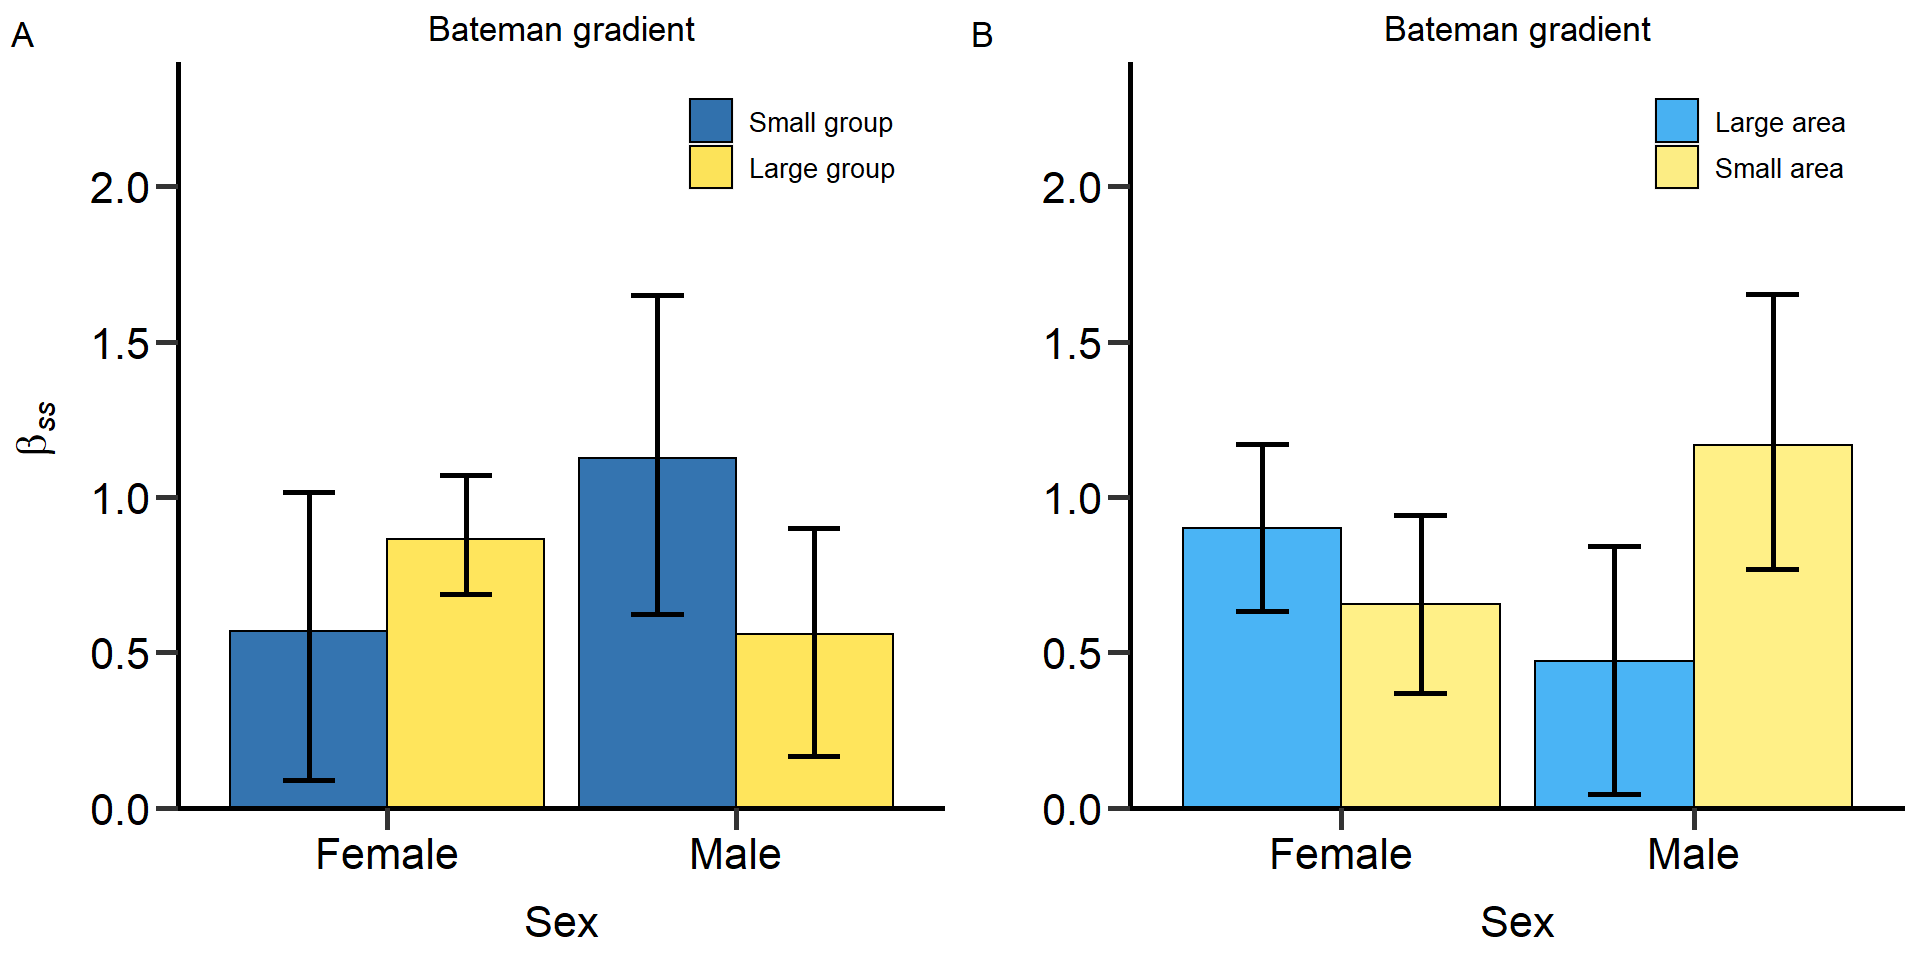 A
Bateman gradient
Small group
Large group
2.0
1.5
1.0
0.5
0.0
βss
Female
Male
Sex
B
Bateman gradient
Large area
Small area
2.0
1.5
1.0
0.5
0.0
Female
Male
Sex